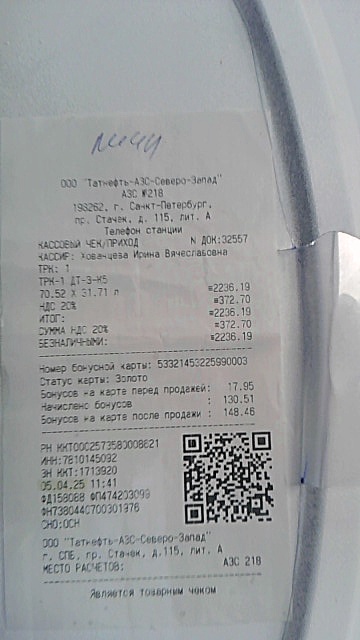 ООО "Татнефть-АЗС-Северо-Запад"
АЗС №218
198262, г. Санкт-Петербург,
пр. Стачек, д. 115, лит. А
Телефон станции
КАССОВЫЙ ЧЕК/ПРИХОД N ДОК:32557
КАССИР: Хованцева Ирина Вячеславовна
ТРК: 1
ТРК-1 ДТ-З-К5
70.52 X 31.71 л =2236.19
НДС 20% =372.70
ИТОГ: =2236.19
СУММА НДС 20% =372.70
БЕЗНАЛИЧНЫМИ: =2236.19
Номер бонусной карты: 53321453225990003
Статус карты: Золото
Бонусов на карте перед продажей: 17.95
Начислено бонусов : 130.51
Бонусов на карте после продажи : 148.46
РН ККТ:0002573583008621
ИНН:7810145092
ЗН ККТ:1713920
05.04.25 11:41
ФД158088 ФП474203099
ФН7380440700301976
СНО:ОСН
ООО "Татнефть-АЗС-Северо-Запад"
г. СПБ, пр. Стачек, д.115, лит. А
МЕСТО РАСЧЕТОВ: АЗС 218
Является товарным чеком